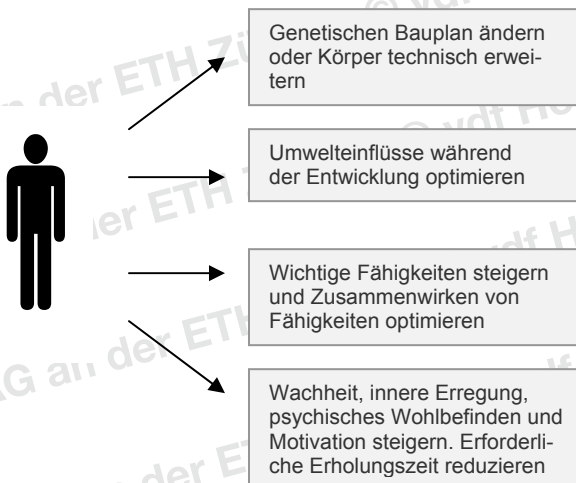 Genetischen Bauplan ändern
oder Körper technisch erwei-
tern
Umwelteinflüsse während
der Entwicklung optimieren
Wichtige Fähigkeiten steigern
und Zusammenwirken von
Fähigkeiten optimieren
Wachheit, innere Erregung,
psychisches Wohlbefinden und
Motivation steigern. Erforderli-
che Erholungszeit reduzieren